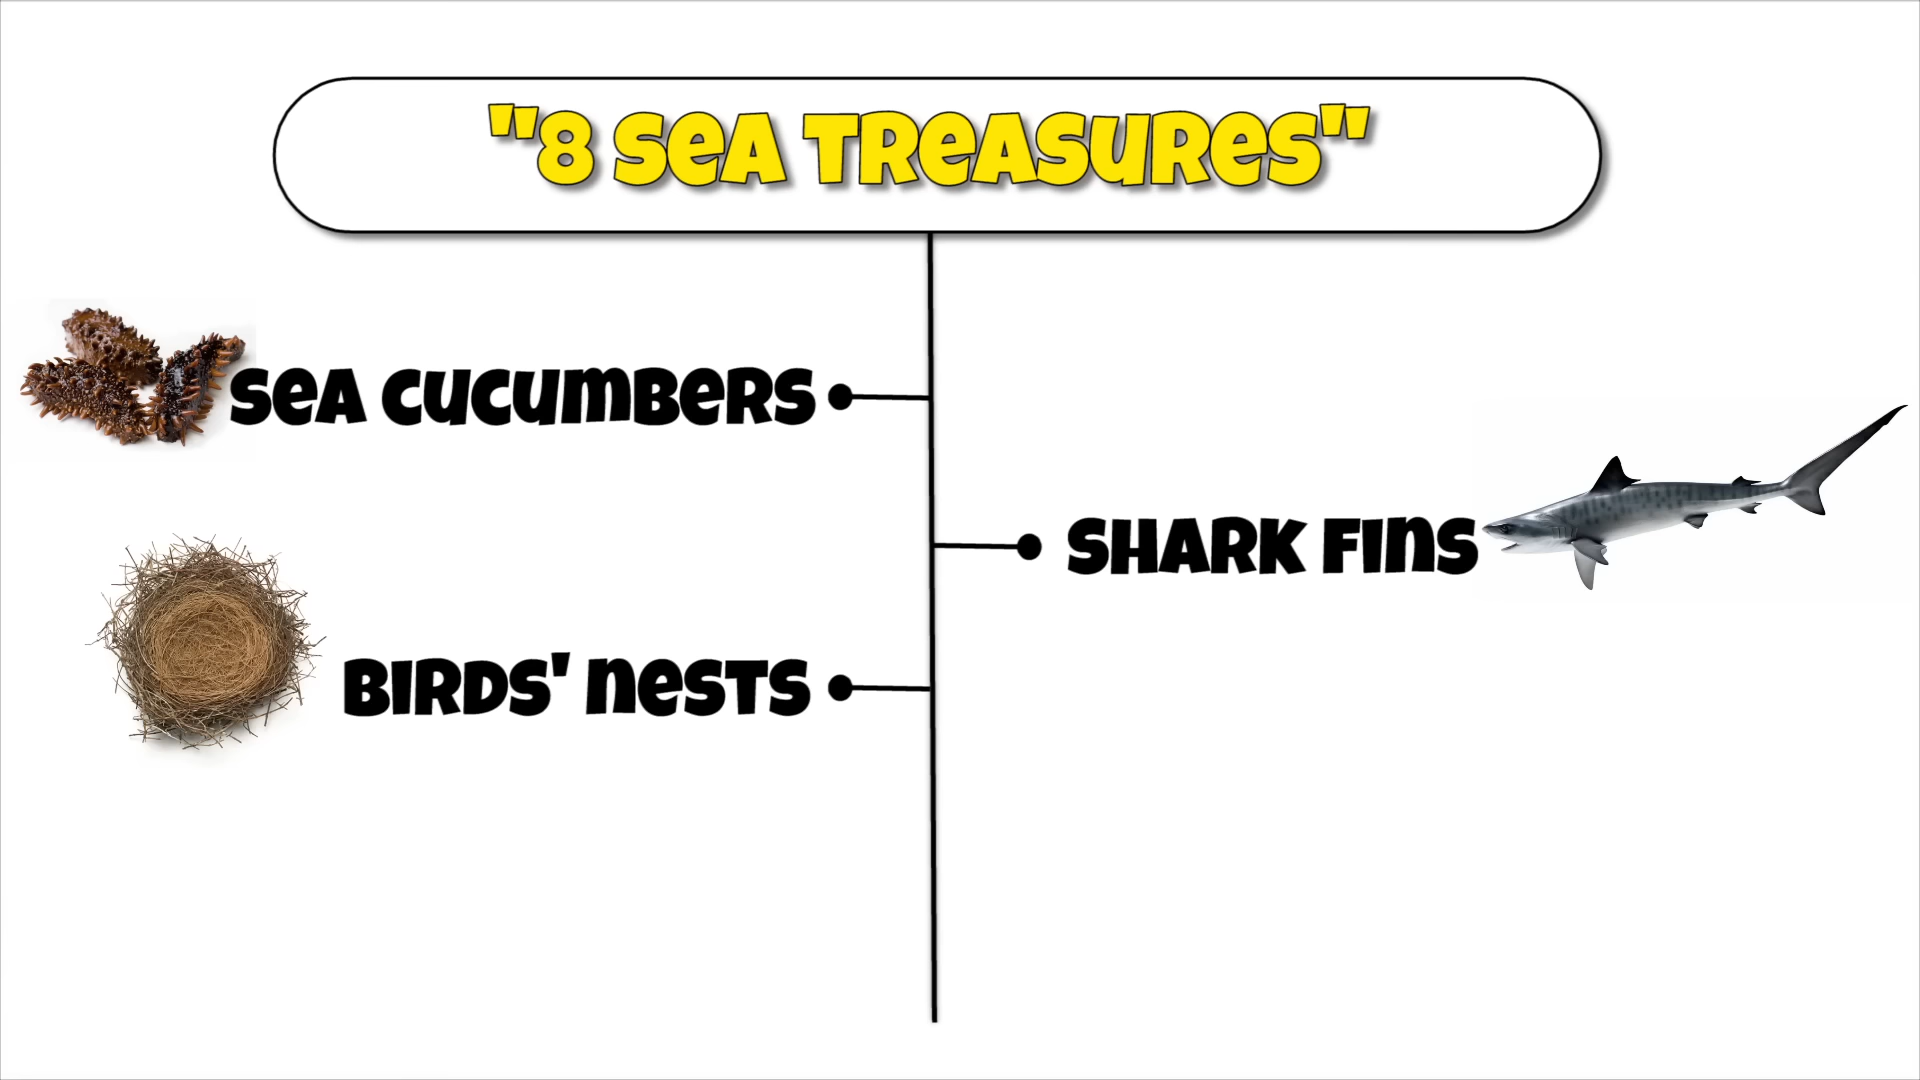 "8 SEA TREASURES"
SEA CUCUMBERS
SHARK FINS
BIRDS' NESTS